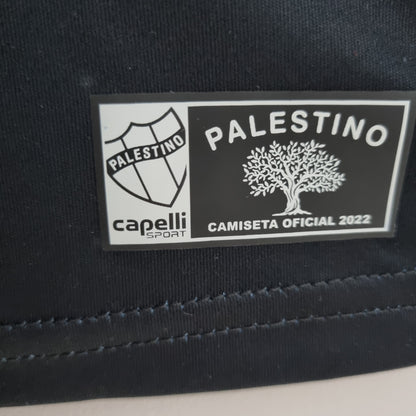 PALESTINO
capelli
SPORT
PALESTINO
CAMISETA OFICIAL 2022